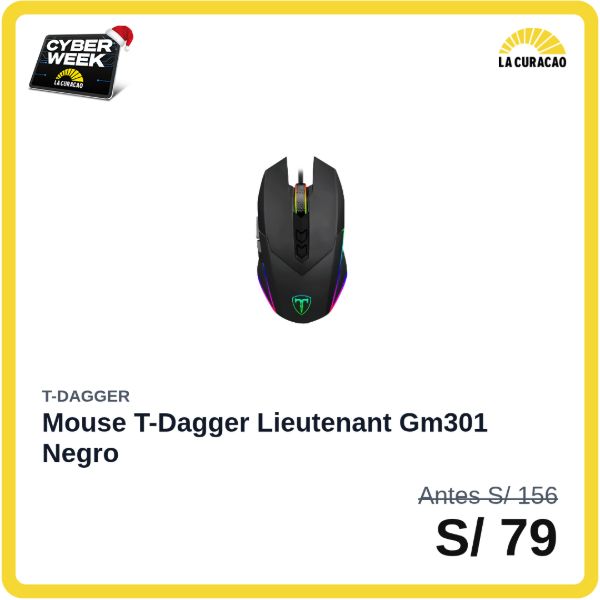 CYBER
WEEK
LA CURACAO
LA CURACAO
T-DAGGER
Mouse T-Dagger Lieutenant Gm301
Negro
Antes S/ 156
S/ 79